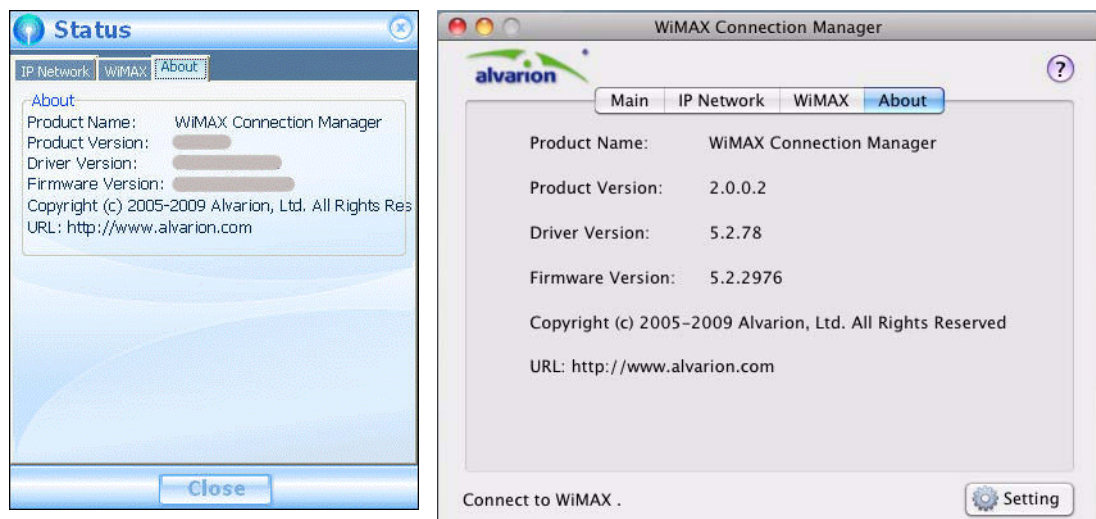 Status
IP Network WiMAX About
About
Product Name: WiMAX Connection Manager
Product Version:
Driver Version:
Firmware Version:
Copyright (c) 2005-2009 Alvarion, Ltd. All Rights Res
URL: http://www.alvarion.com
Close
WiMAX Connection Manager
alvarion
?
Main IP Network WiMAX About
Product Name: WiMAX Connection Manager
Product Version: 2.0.0.2
Driver Version: 5.2.78
Firmware Version: 5.2.2976
Copyright (c) 2005–2009 Alvarion, Ltd. All Rights Reserved
URL: http://www.alvarion.com
Connect to WiMAX .
Setting